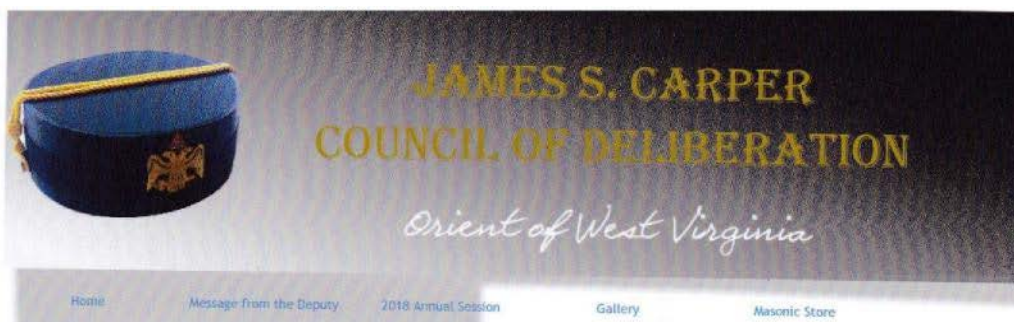 JAMES S. CARPER
COUNCIL OF DELIBERATION
Orient of West Virginia
Home Message from the Deputy 2018 Annual Session Gallery Masonic Store